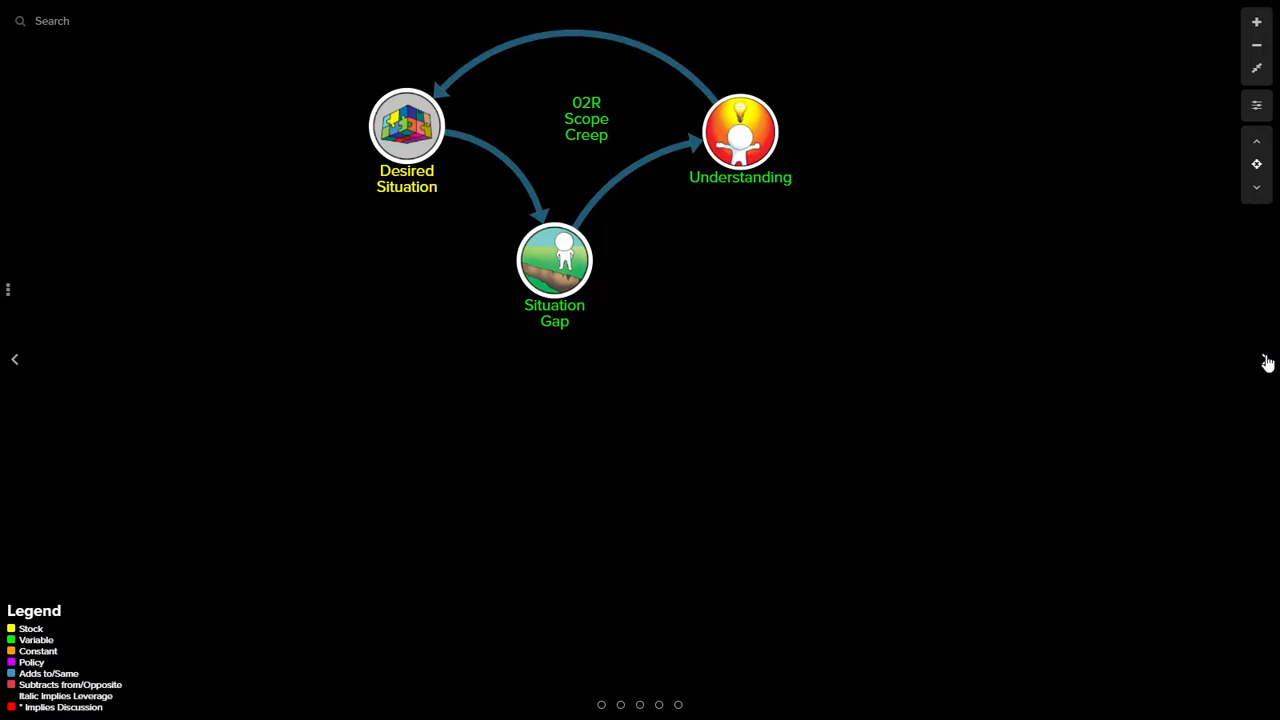 Search
02R
Scope
Creep
Desired
Situation
Understanding
Situation
Gap
Legend
Stock
Variable
Constant
Policy
Adds to/Same
Subtracts from/Opposite
Italic Implies Leverage
* Implies Discussion